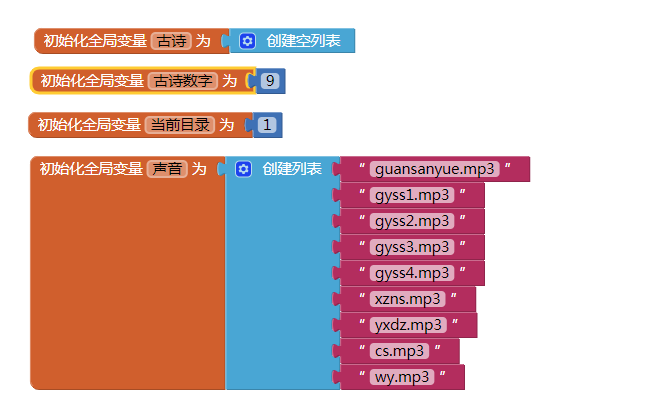 初始化全局变量 古诗 为 创建空列表
初始化全局变量 古诗数字 为 9
初始化全局变量 当前目录 为 1
初始化全局变量 声音 为 创建列表 " guansanyue.mp3 "
" gyss1.mp3 "
" gyss2.mp3 "
" gyss3.mp3 "
" gyss4.mp3 "
" xzns.mp3 "
" yxdz.mp3 "
" cs.mp3 "
" wy.mp3 "